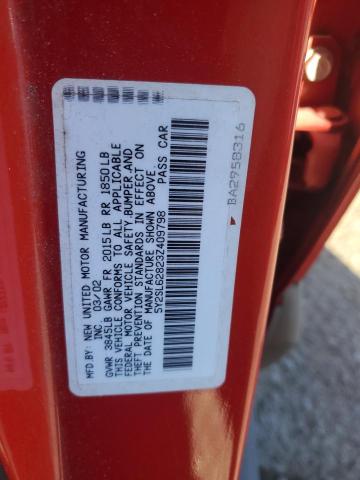 MFD BY: NEW UNITED MOTOR MANUFACTURING
INC. 03/02
GVWR 3845LB GAWR FR 2015LB RR 1850LB
THIS VEHICLE CONFORMS TO ALL APPLICABLE
FEDERAL MOTOR VEHICLE SAFETY,BUMPER,AND
THEFT PREVENTION STANDARDS IN EFFECT ON
THE DATE OF MANUFACTURE SHOWN ABOVE
5Y2SL62823Z409798 PASS CAR
BA2958316